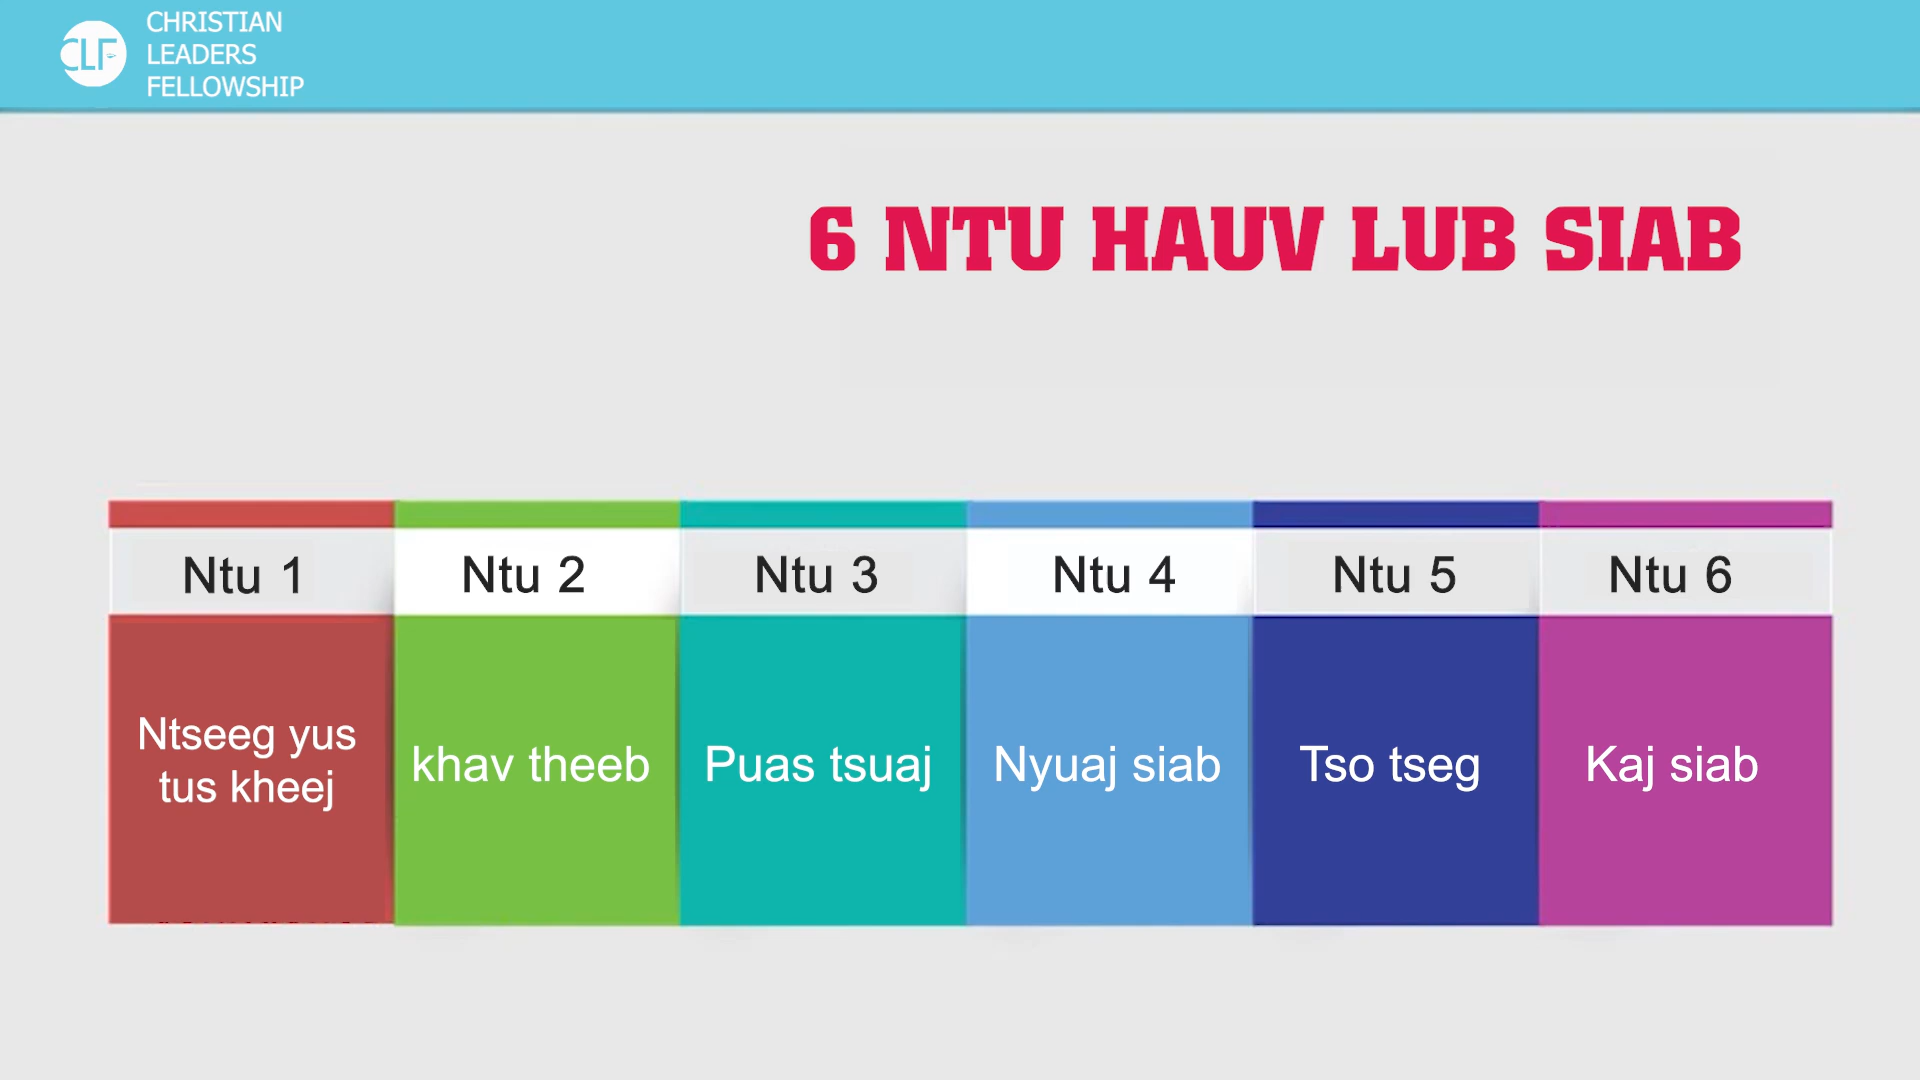 CLF
CHRISTIAN
LEADERS
FELLOWSHIP
6 NTU HAUV LUB SIAB
Ntu 1
Ntu 2
Ntu 3
Ntu 4
Ntu 5
Ntu 6
Ntseeg yus
tus kheej
khav theeb
Puas tsuaj
Nyuaj siab
Tso tseg
Kaj siab